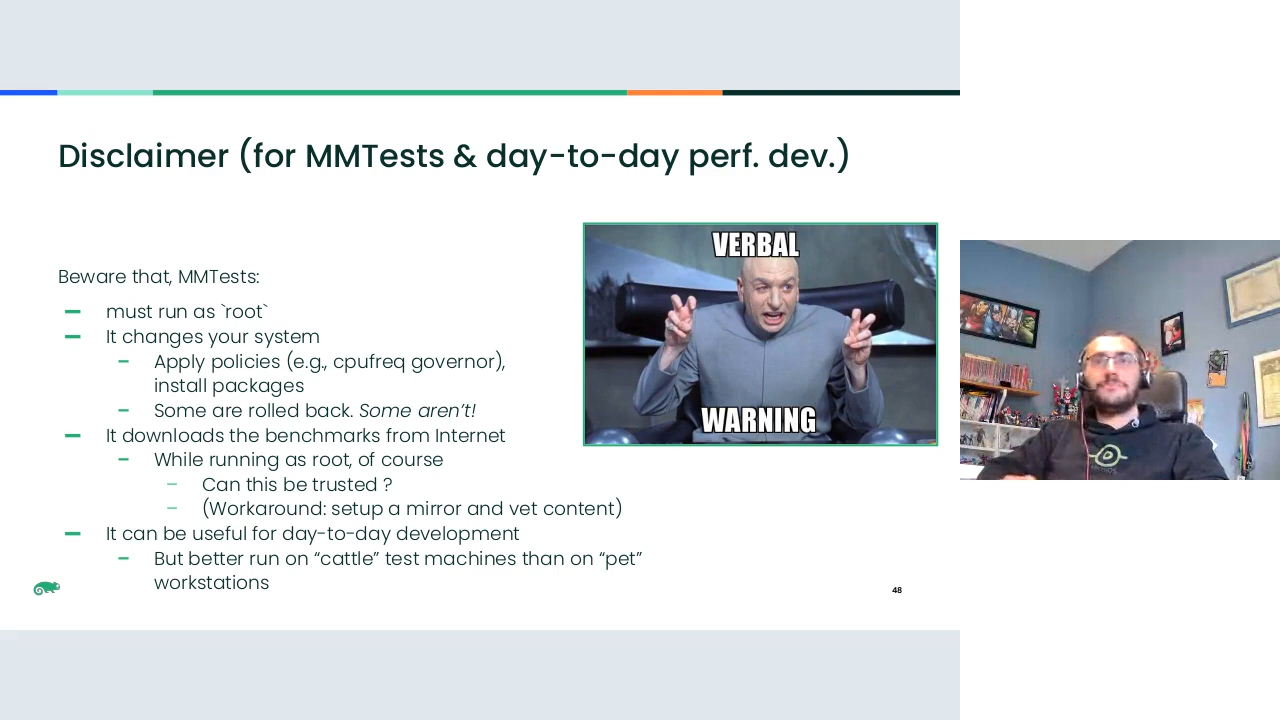 Disclaimer (for MMTests & day-to-day perf. dev.)
VERBAL
WARNING
Beware that, MMTests:
must run as `root`
It changes your system
Apply policies (e.g., cpufreq governor),
install packages
Some are rolled back. Some aren’t!
It downloads the benchmarks from Internet
While running as root, of course
Can this be trusted ?
(Workaround: setup a mirror and vet content)
It can be useful for day-to-day development
But better run on “cattle” test machines than on “pet”
workstations
48